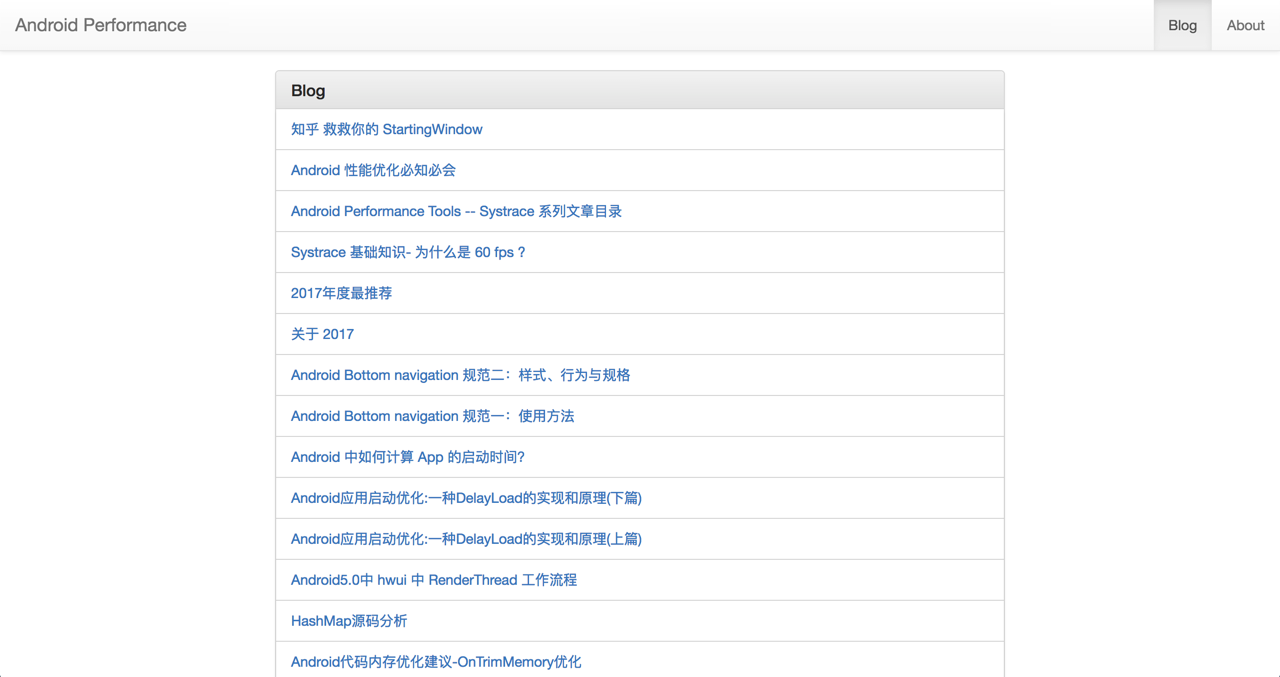 Android Performance
Blog
About
Blog
知乎 救救你的 StartingWindow
Android 性能优化必知必会
Android Performance Tools -- Systrace 系列文章目录
Systrace 基础知识- 为什么是 60 fps ?
2017年度最推荐
关于 2017
Android Bottom navigation 规范二：样式、行为与规格
Android Bottom navigation 规范一：使用方法
Android 中如何计算 App 的启动时间?
Android应用启动优化:一种DelayLoad的实现和原理(下篇)
Android应用启动优化:一种DelayLoad的实现和原理(上篇)
Android5.0中 hwui 中 RenderThread 工作流程
HashMap源码分析
Android代码内存优化建议-OnTrimMemory优化